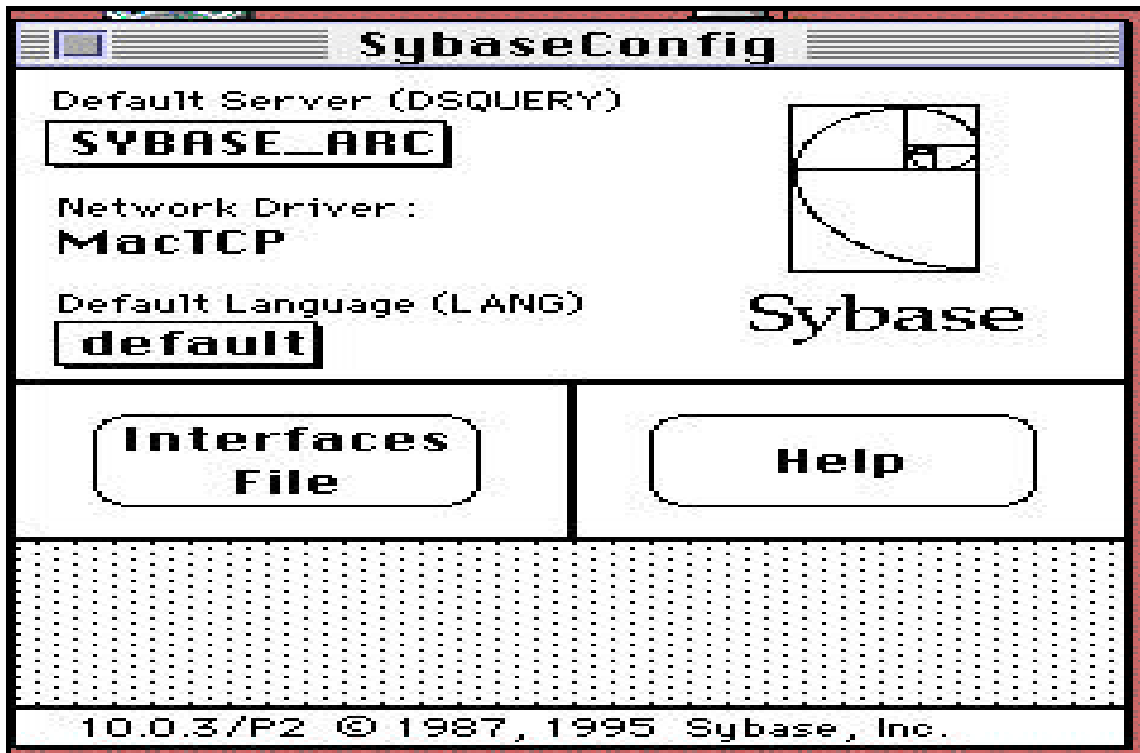 SybaseConfig
Default Server (DSQUERY)
SYBASE_ARC
Network Driver:
MacTCP
Default Language (LANG)
default
Sybase
Interfaces
File
Help
10.0.3/P2 © 1987, 1995 Sybase, Inc.